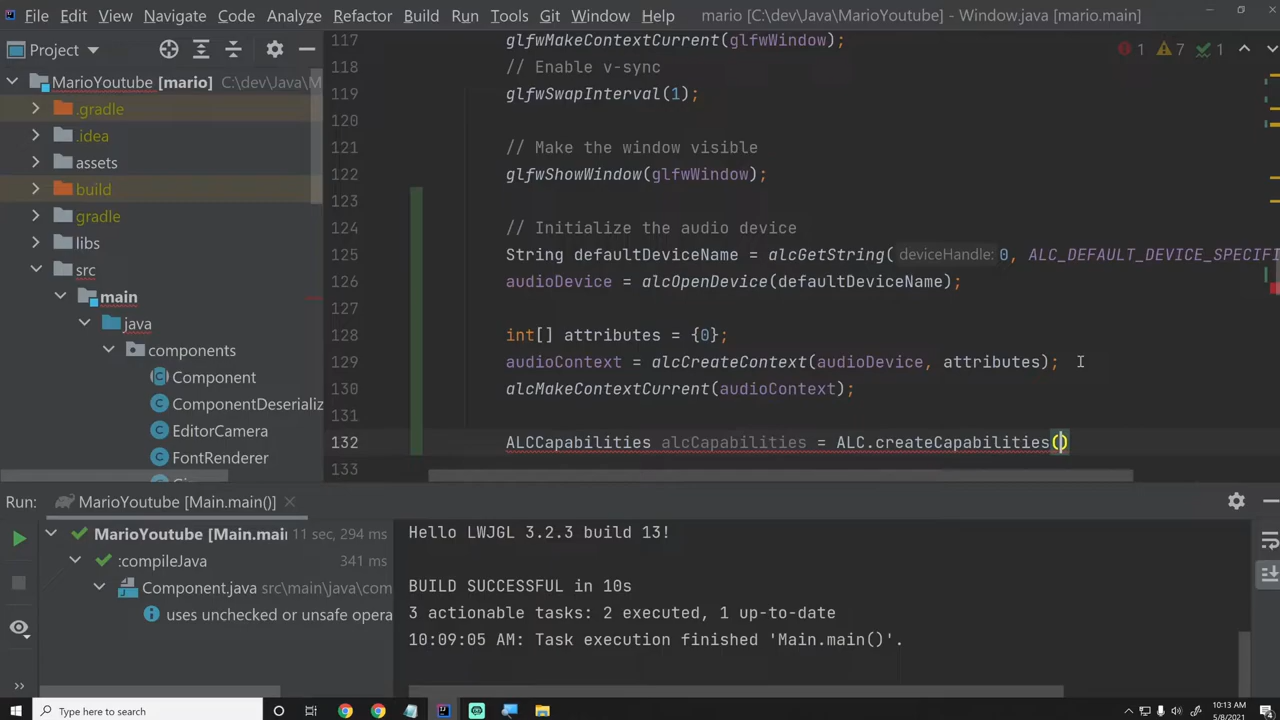 File Edit View Navigate Code Analyze Refactor Build Run Tools Git Window Help mario [C:\dev\Java\MarioYoutube] - Window.java [mario.main]
Project
MarioYoutube [mario] C:\dev\Java\M
.gradle
.idea
assets
build
gradle
libs
src
main
java
components
Component
ComponentDeserializ
EditorCamera
FontRenderer
1 7 1
117 glfwMakeContextCurrent(glfwWindow);
118 // Enable v-sync
119 glfwSwapInterval(1);
120
121 // Make the window visible
122 glfwShowWindow(glfwWindow);
123
124 // Initialize the audio device
125 String defaultDeviceName = alcGetString( deviceHandle: 0, ALC_DEFAULT_DEVICE_SPECIFI
126 audioDevice = alcOpenDevice(defaultDeviceName);
127
128 int[] attributes = {0};
129 audioContext = alcCreateContext(audioDevice, attributes);
130 alcMakeContextCurrent(audioContext);
131
132 ALCCapabilities alcCapabilities = ALC.createCapabilities()
133
Run: MarioYoutube [Main.main()]
MarioYoutube [Main.mai 11 sec, 294 ms
:compileJava 341 ms
Component.java src\main\java\com
uses unchecked or unsafe opera
Hello LWJGL 3.2.3 build 13!
BUILD SUCCESSFUL in 10s
3 actionable tasks: 2 executed, 1 up-to-date
10:09:05 AM: Task execution finished 'Main.main()'.
Type here to search
10:13 AM
5/8/2021